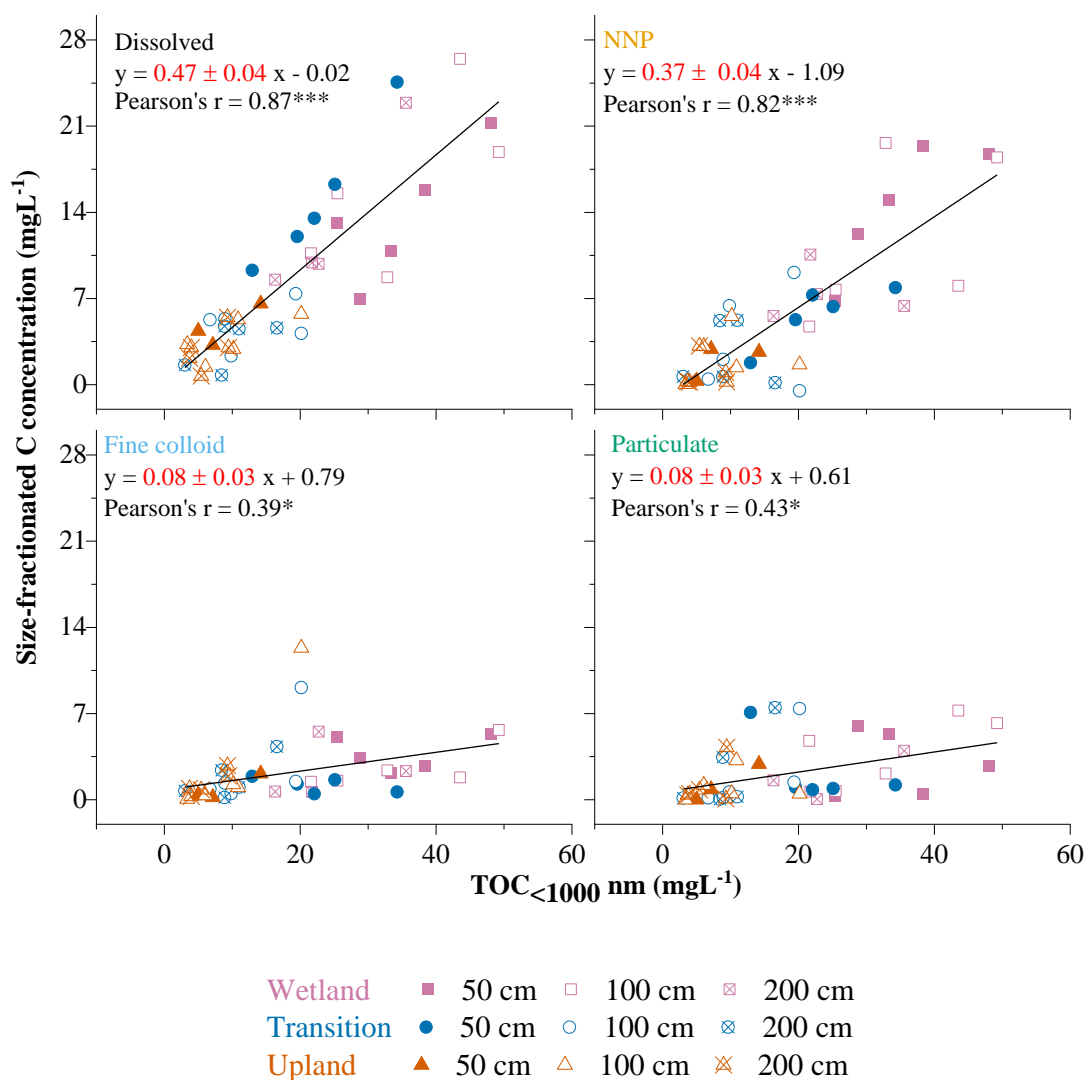 Size-fractionated C concentration (mgL⁻¹)
28
21
14
7
0
Dissolved
y = 0.47 ± 0.04 x - 0.02
Pearson's r = 0.87***
NNP
y = 0.37 ± 0.04 x - 1.09
Pearson's r = 0.82***
28
21
14
7
0
Fine colloid
y = 0.08 ± 0.03 x + 0.79
Pearson's r = 0.39*
Particulate
y = 0.08 ± 0.03 x + 0.61
Pearson's r = 0.43*
0 20 40 60
0 20 40 60
TOC<1000 nm (mgL⁻¹)
Wetland 50 cm 100 cm 200 cm
Transition 50 cm 100 cm 200 cm
Upland 50 cm 100 cm 200 cm